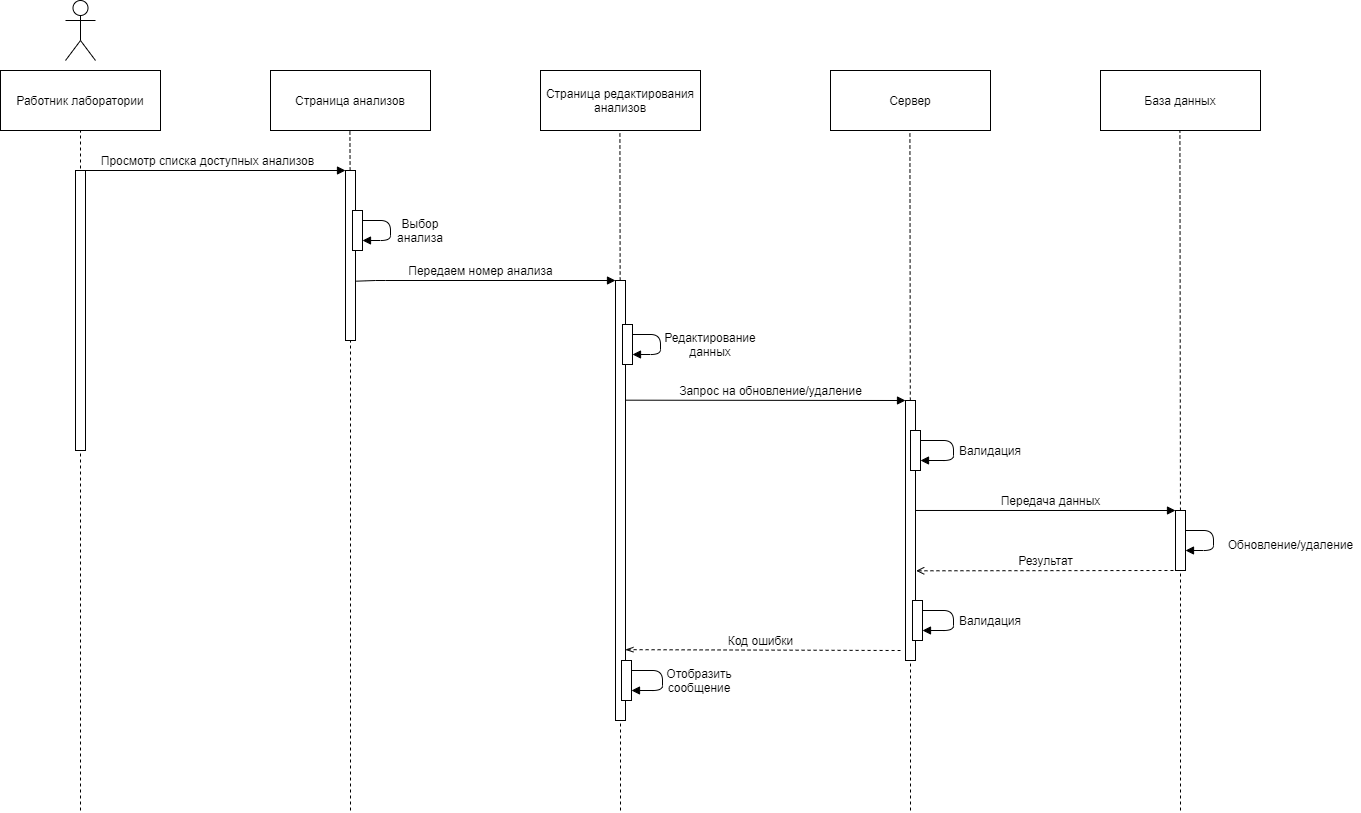 Работник лаборатории
Страница анализов
Страница редактирования
анализов
Сервер
База данных
Просмотр списка доступных анализов
Выбор
анализа
Передаем номер анализа
Редактирование
данных
Запрос на обновление/удаление
Валидация
Передача данных
Обновление/удаление
Результат
Валидация
Код ошибки
Отобразить
сообщение